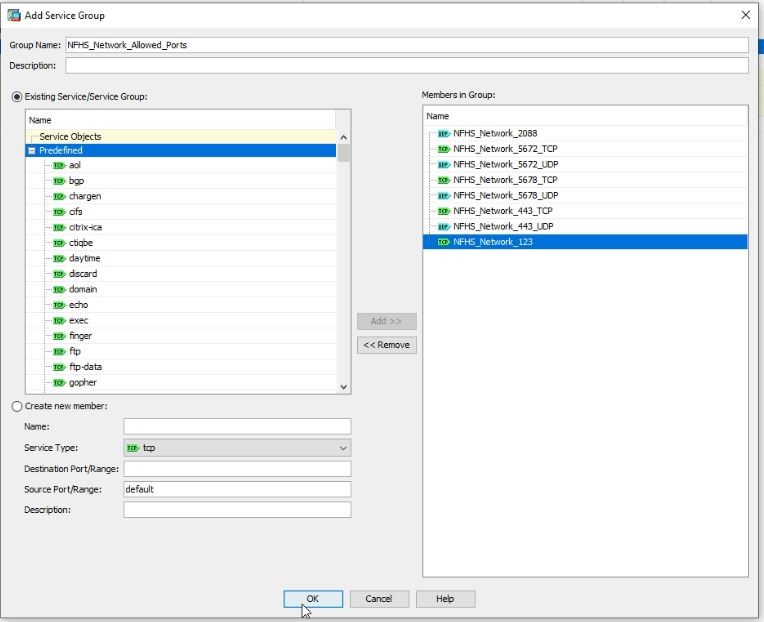 Add Service Group
Group Name: NFHS_Network_Allowed_Ports
Description:
Existing Service/Service Group:
Name
Service Objects
Predefined
TCP aol
TCP bgp
TCP chargen
TCP cifs
TCP citrix-ica
TCP ctiqbe
TCP daytime
TCP discard
TCP domain
TCP echo
TCP exec
TCP finger
TCP ftp
TCP ftp-data
TCP gopher
Add >>
<< Remove
Members in Group:
Name
UDP NFHS_Network_2088
TCP NFHS_Network_5672_TCP
UDP NFHS_Network_5672_UDP
TCP NFHS_Network_5678_TCP
UDP NFHS_Network_5678_UDP
TCP NFHS_Network_443_TCP
UDP NFHS_Network_443_UDP
TCP NFHS_Network_123
Create new member:
Name:
Service Type: TCP tcp
Destination Port/Range:
Source Port/Range: default
Description:
OK
Cancel
Help